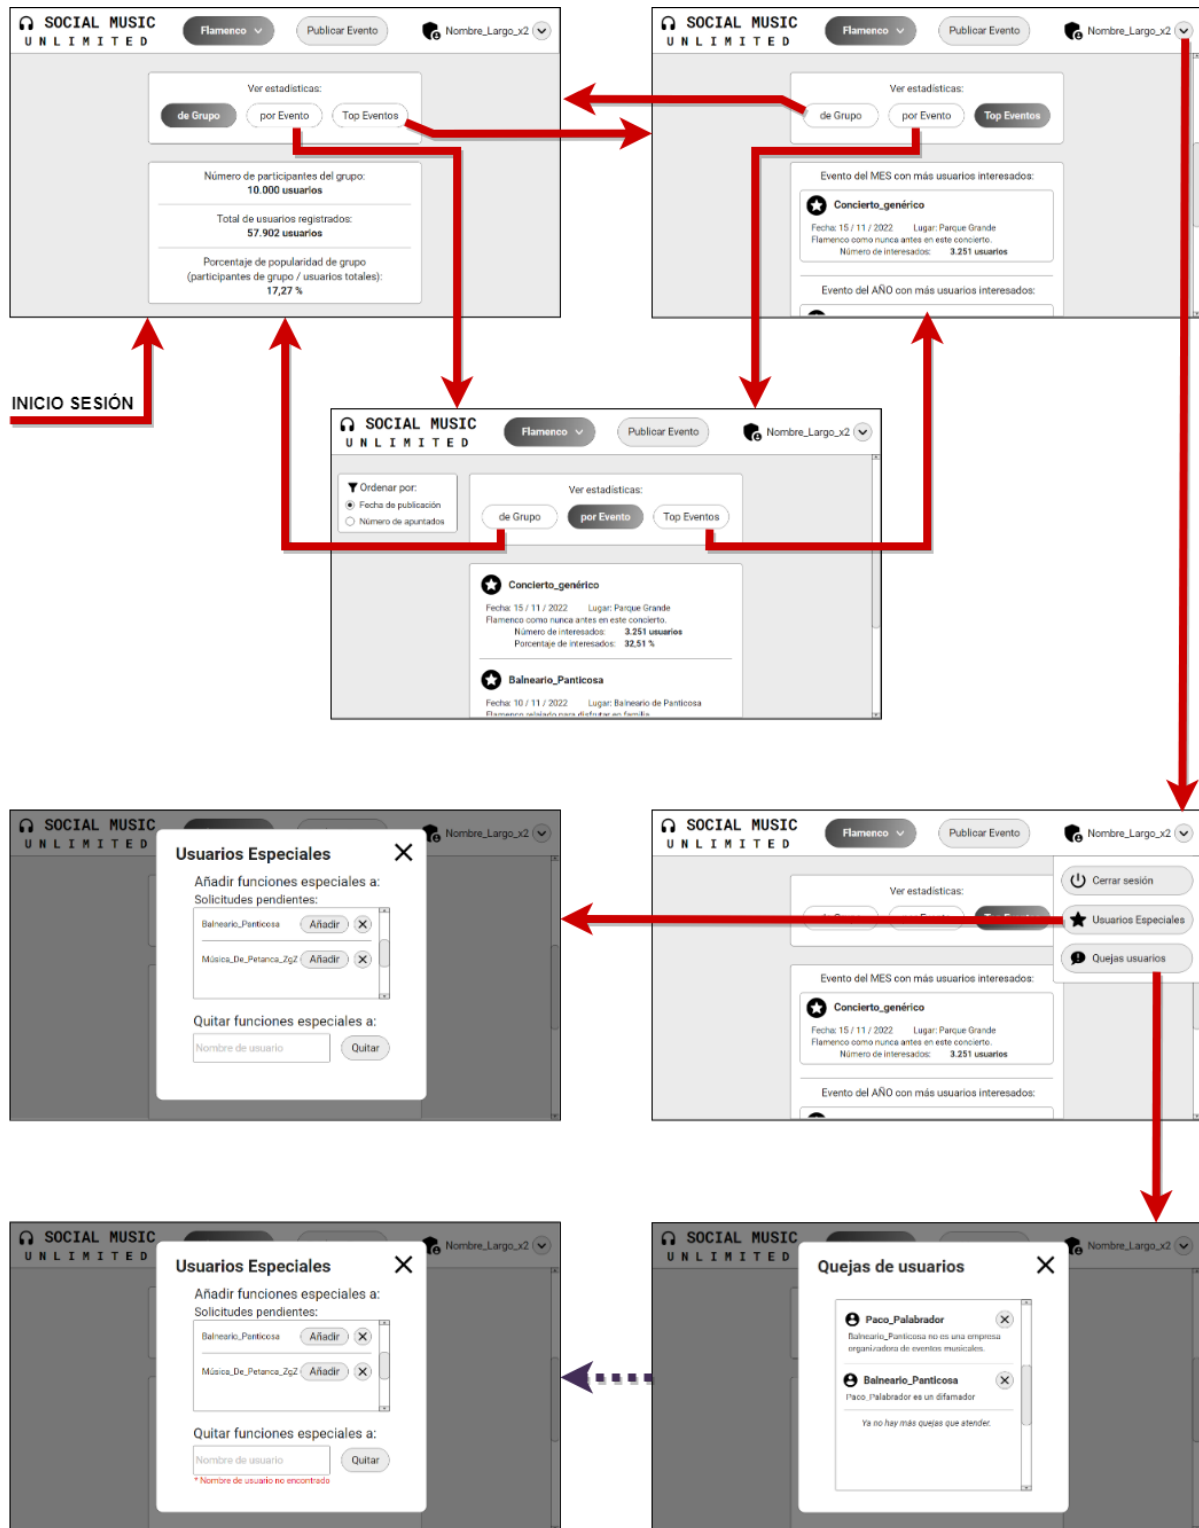 SOCIAL MUSIC
UNLIMITED
Flamenco
Publicar Evento
Nombre_Largo_x2
Ver estadísticas:
de Grupo
por Evento
Top Eventos
Número de participantes del grupo:
10.000 usuarios
Total de usuarios registrados:
57.902 usuarios
Porcentaje de popularidad de grupo
(participantes de grupo / usuarios totales):
17,27 %
SOCIAL MUSIC
UNLIMITED
Flamenco
Publicar Evento
Nombre_Largo_x2
Ver estadísticas:
de Grupo
por Evento
Top Eventos
Evento del MES con más usuarios interesados:
Concierto_genérico
Fecha: 15 / 11 / 2022 Lugar: Parque Grande
Flamenco como nunca antes en este concierto.
Número de interesados: 3.251 usuarios
Evento del AÑO con más usuarios interesados:
INICIO SESIÓN
SOCIAL MUSIC
UNLIMITED
Flamenco
Publicar Evento
Nombre_Largo_x2
Ordenar por:
Fecha de publicación
Número de apuntados
Ver estadísticas:
de Grupo
por Evento
Top Eventos
Concierto_genérico
Fecha: 15 / 11 / 2022 Lugar: Parque Grande
Flamenco como nunca antes en este concierto.
Número de interesados: 3.251 usuarios
Porcentaje de interesados: 32,51 %
Balneario_Panticosa
Fecha: 10 / 11 / 2022 Lugar: Balneario de Panticosa
Flamenco relajado para disfrutar en familia
SOCIAL MUSIC
UNLIMITED
Nombre_Largo_x2
Usuarios Especiales
Añadir funciones especiales a:
Solicitudes pendientes:
Balneario_Panticosa Añadir
Música_De_Petanca_ZgZ Añadir
Quitar funciones especiales a:
Nombre de usuario Quitar
SOCIAL MUSIC
UNLIMITED
Flamenco
Publicar Evento
Nombre_Largo_x2
Cerrar sesión
Usuarios Especiales
Quejas usuarios
Ver estadísticas:
Evento del MES con más usuarios interesados:
Concierto_genérico
Fecha: 15 / 11 / 2022 Lugar: Parque Grande
Flamenco como nunca antes en este concierto.
Número de interesados: 3.251 usuarios
Evento del AÑO con más usuarios interesados:
SOCIAL MUSIC
UNLIMITED
Nombre_Largo_x2
Usuarios Especiales
Añadir funciones especiales a:
Solicitudes pendientes:
Balneario_Panticosa Añadir
Música_De_Petanca_ZgZ Añadir
Quitar funciones especiales a:
Nombre de usuario Quitar
* Nombre de usuario no encontrado
SOCIAL MUSIC
UNLIMITED
Nombre_Largo_x2
Quejas de usuarios
Paco_Palabrador
Balneario_Panticosa no es una empresa
organizadora de eventos musicales.
Balneario_Panticosa
Paco_Palabrador es un difamador
Ya no hay más quejas que atender.